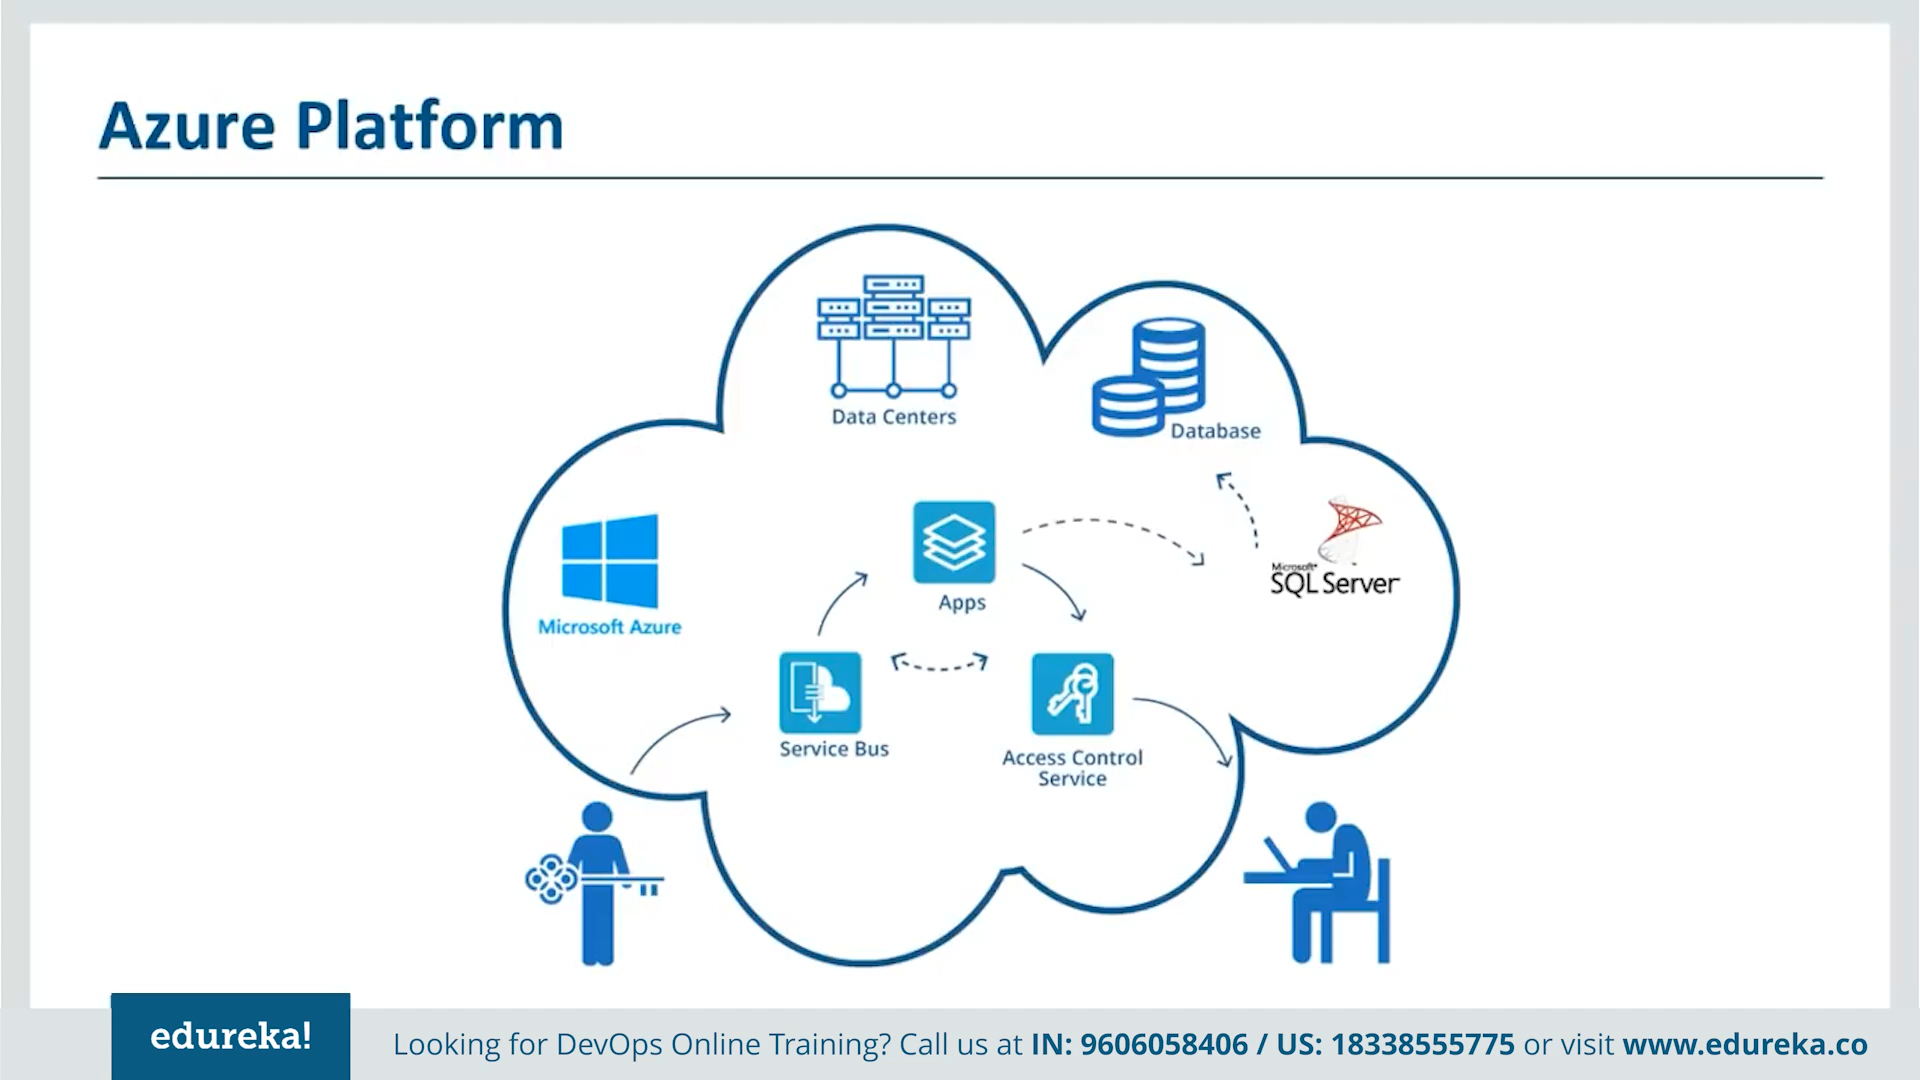 Azure Platform
Data Centers
Database
Microsoft Azure
Apps
Microsoft®
SQL Server
Service Bus
Access Control
Service
edureka!
Looking for DevOps Online Training? Call us at IN: 9606058406 / US: 18338555775 or visit www.edureka.co